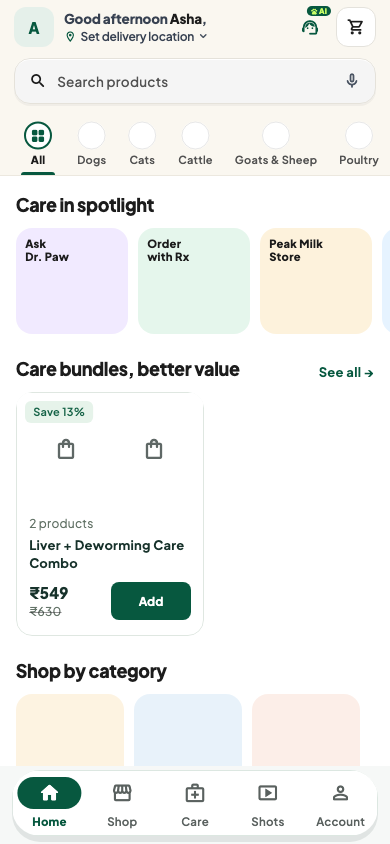 A
Good afternoon Asha,
Set delivery location
AI
Search products
All
Dogs
Cats
Cattle
Goats & Sheep
Poultry
Care in spotlight
Ask
Dr. Paw
Order
with Rx
Peak Milk
Store
Care bundles, better value
See all →
Save 13%
2 products
Liver + Deworming Care
Combo
₹549
₹630
Add
Shop by category
Home
Shop
Care
Shots
Account